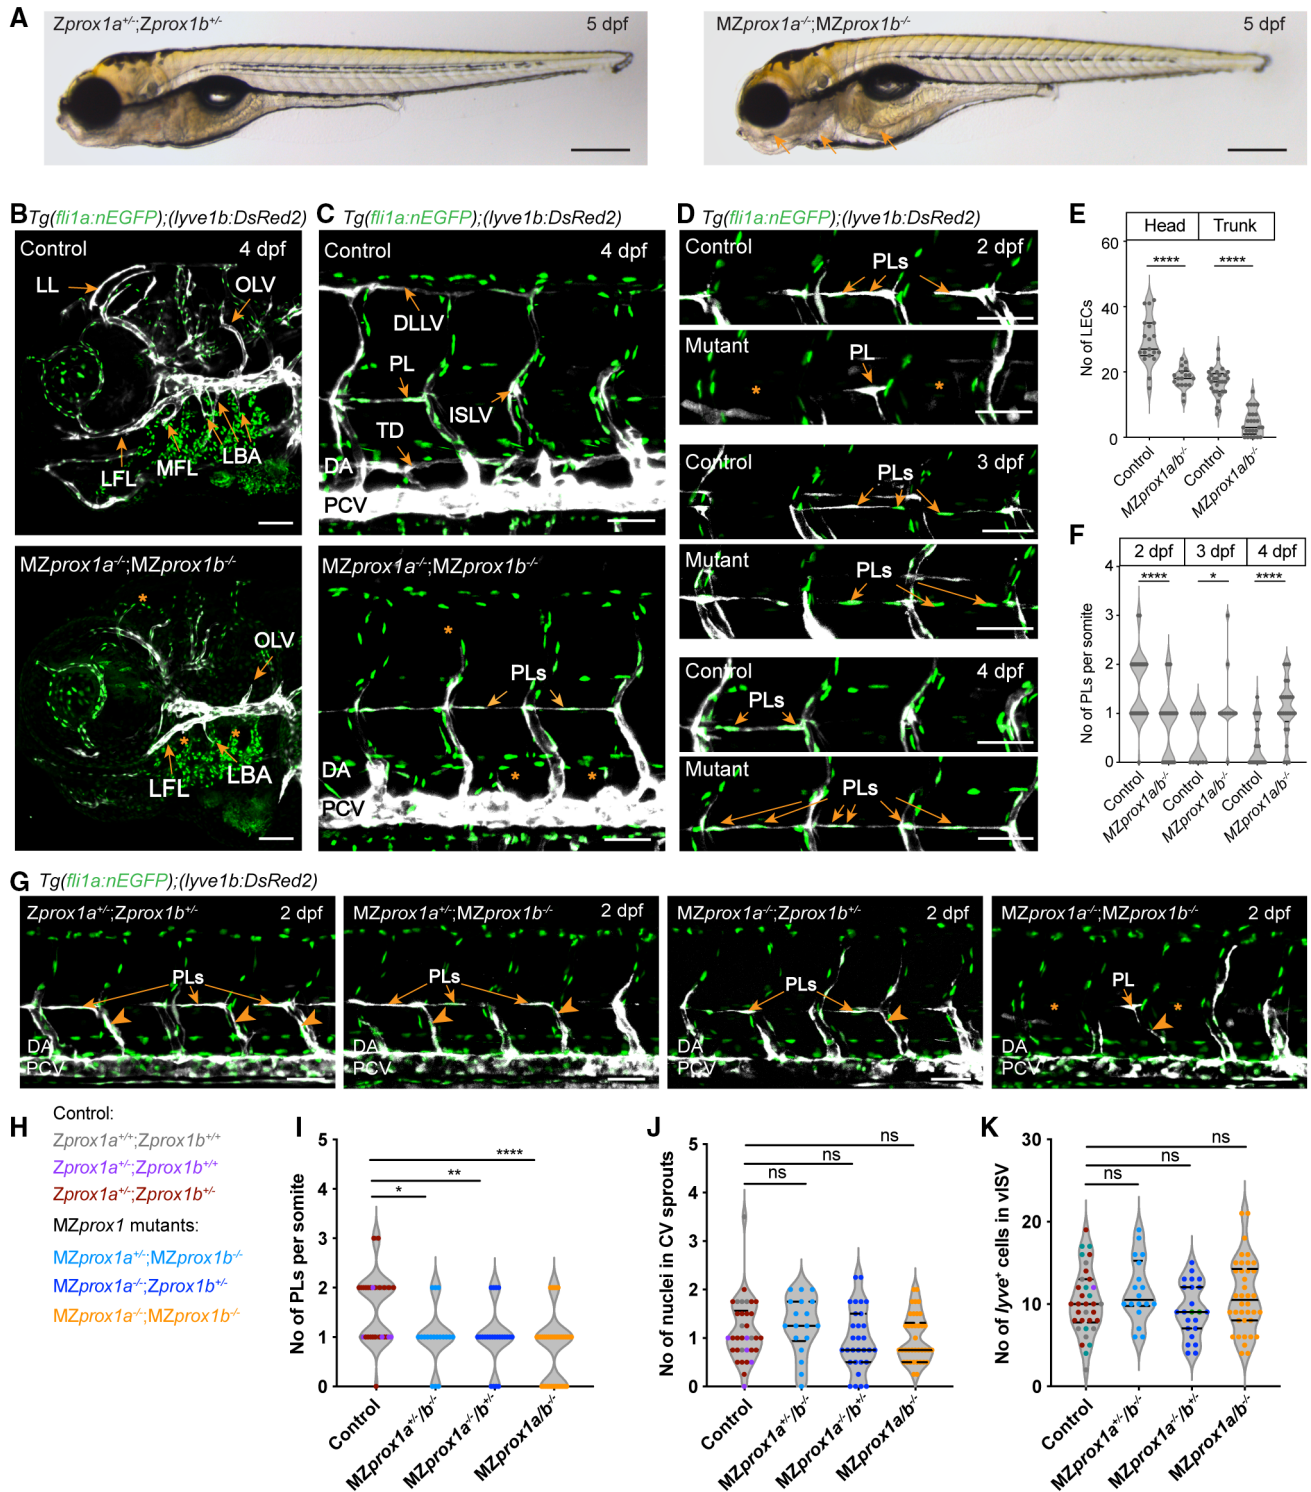 A
Zprox1a+/-;Zprox1b+/-
5 dpf
MZprox1a-/-;MZprox1b-/-
5 dpf
B Tg(fli1a:nEGFP);(lyve1b:DsRed2)
Control
4 dpf
LL
OLV
LFL
MFL
LBA
MZprox1a-/-;MZprox1b-/-
*
OLV
*
*
LFL
LBA
C Tg(fli1a:nEGFP);(lyve1b:DsRed2)
Control
4 dpf
DLLV
PL
ISLV
TD
DA
PCV
MZprox1a-/-;MZprox1b-/-
*
PLs
DA
*
*
PCV
D Tg(fli1a:nEGFP);(lyve1b:DsRed2)
Control
2 dpf
PLs
Mutant
PL
*
*
Control
3 dpf
PLs
Mutant
PLs
Control
4 dpf
PLs
Mutant
PLs
E
Head
Trunk
****
****
No of LECs
60
40
20
0
Control
MZprox1a/b-/-
Control
MZprox1a/b-/-
F
2 dpf
3 dpf
4 dpf
****
*
****
No of PLs per somite
4
3
2
1
0
Control
MZprox1a/b-/-
Control
MZprox1a/b-/-
Control
MZprox1a/b-/-
G Tg(fli1a:nEGFP);(lyve1b:DsRed2)
Zprox1a+/-;Zprox1b+/-
2 dpf
PLs
DA
PCV
MZprox1a+/-;MZprox1b-/-
2 dpf
PLs
DA
PCV
MZprox1a-/-;Zprox1b+/-
2 dpf
PLs
DA
PCV
MZprox1a-/-;MZprox1b-/-
2 dpf
PL
*
*
DA
PCV
H
Control:
Zprox1a+/+;Zprox1b+/+
Zprox1a+/-;Zprox1b+/+
Zprox1a+/-;Zprox1b+/-
MZprox1 mutants:
MZprox1a+/-;MZprox1b-/-
MZprox1a-/-;Zprox1b+/-
MZprox1a-/-;MZprox1b-/-
I
No of PLs per somite
5
4
3
2
1
0
****
**
*
Control
MZprox1a+/-/b-/-
MZprox1a-/-/b+/-
MZprox1a/b-/-
J
No of nuclei in CV sprouts
5
4
3
2
1
0
ns
ns
ns
Control
MZprox1a+/-/b-/-
MZprox1a-/-/b+/-
MZprox1a/b-/-
K
No of lyve+ cells in vISV
30
20
10
0
ns
ns
ns
Control
MZprox1a+/-/b-/-
MZprox1a-/-/b+/-
MZprox1a/b-/-